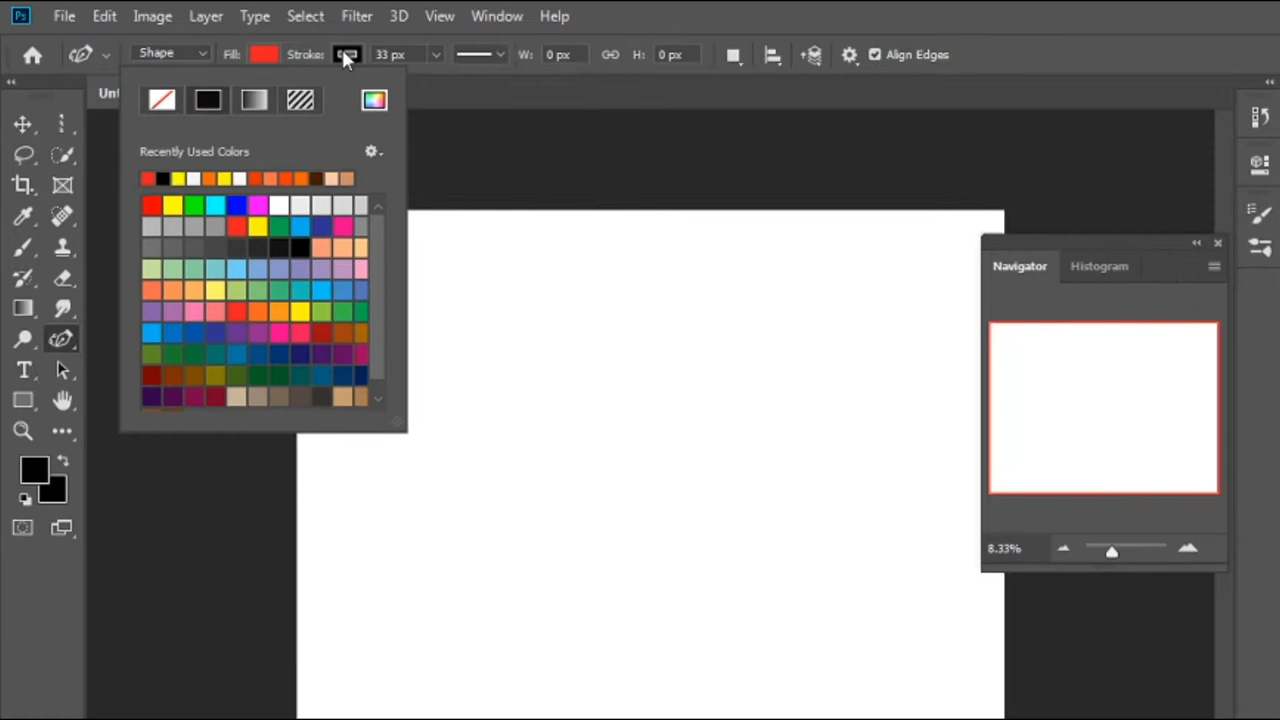 Ps File Edit Image Layer Type Select Filter 3D View Window Help
Shape Fill: Stroke: 33 px W: 0 px H: 0 px Align Edges
Unt
Recently Used Colors
Navigator Histogram
T
8.33%